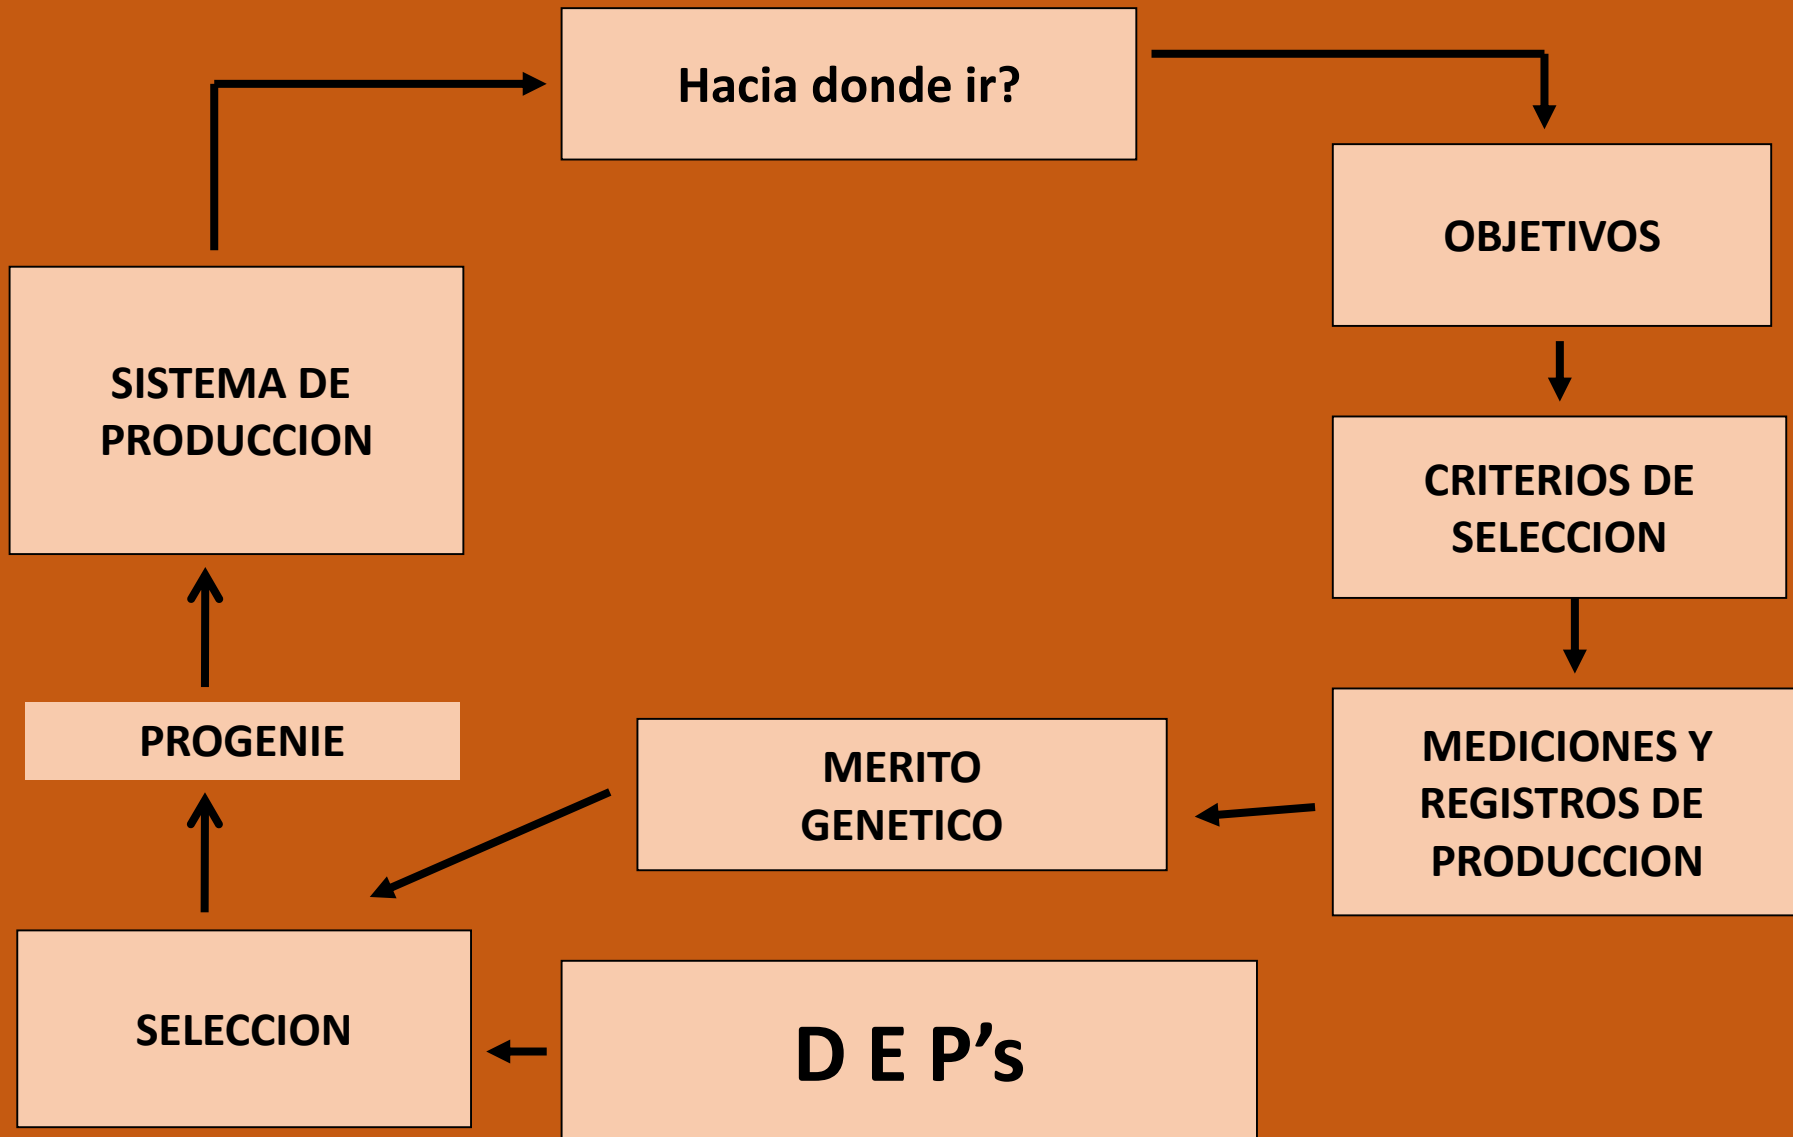 Hacia donde ir?
OBJETIVOS
SISTEMA DE
PRODUCCION
CRITERIOS DE
SELECCION
PROGENIE
MERITO
GENETICO
MEDICIONES Y
REGISTROS DE
PRODUCCION
SELECCION
D E P’s